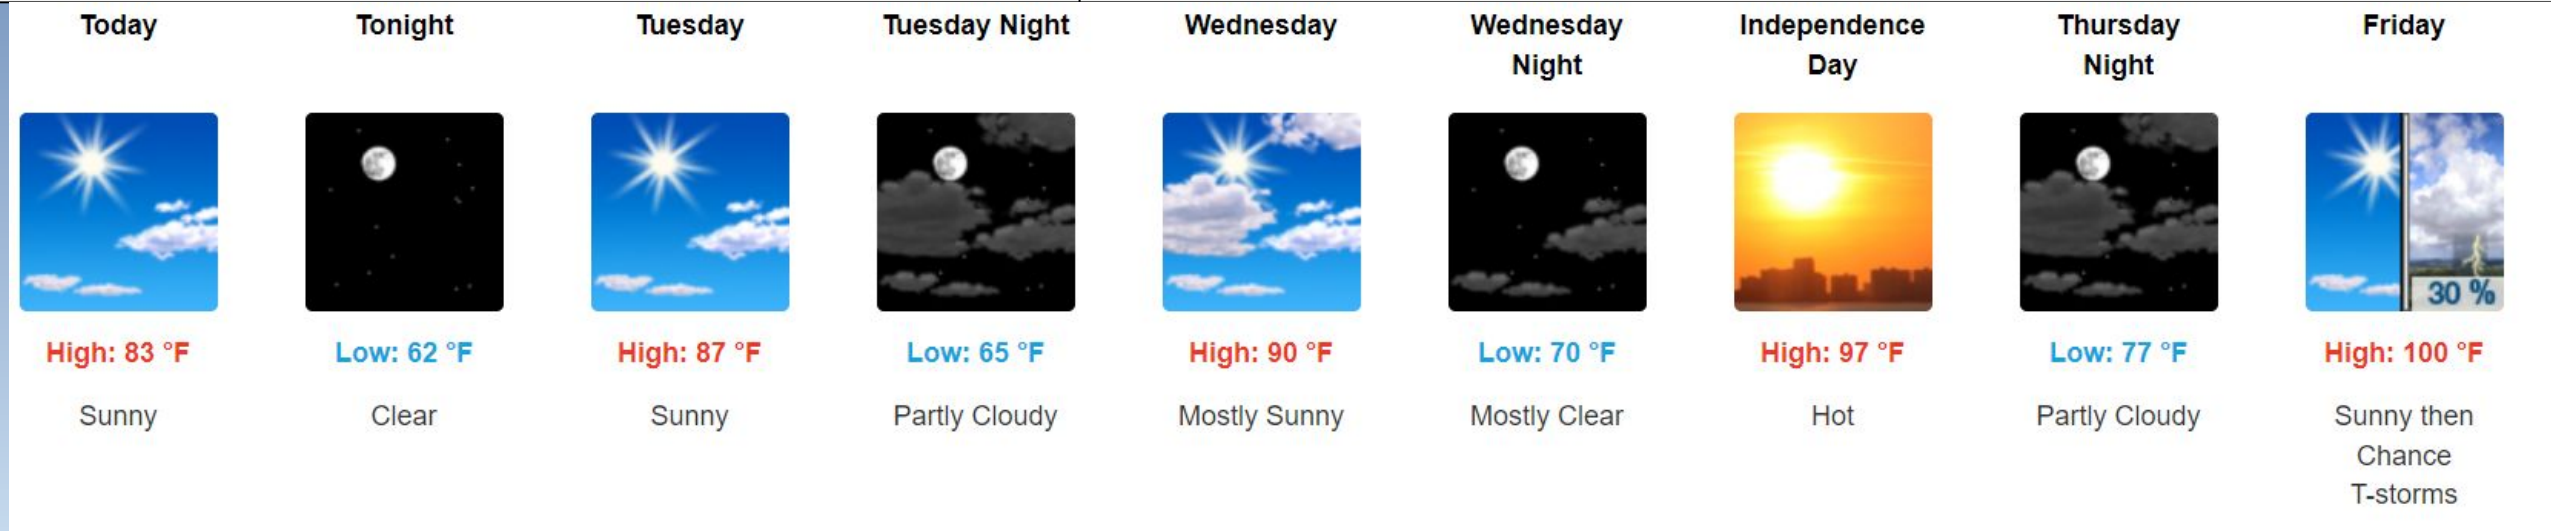 Today
Tonight
Tuesday
Tuesday Night
Wednesday
Wednesday
Night
Independence
Day
Thursday
Night
Friday
30 %
High: 83 °F
Low: 62 °F
High: 87 °F
Low: 65 °F
High: 90 °F
Low: 70 °F
High: 97 °F
Low: 77 °F
High: 100 °F
Sunny
Clear
Sunny
Partly Cloudy
Mostly Sunny
Mostly Clear
Hot
Partly Cloudy
Sunny then
Chance
T-storms